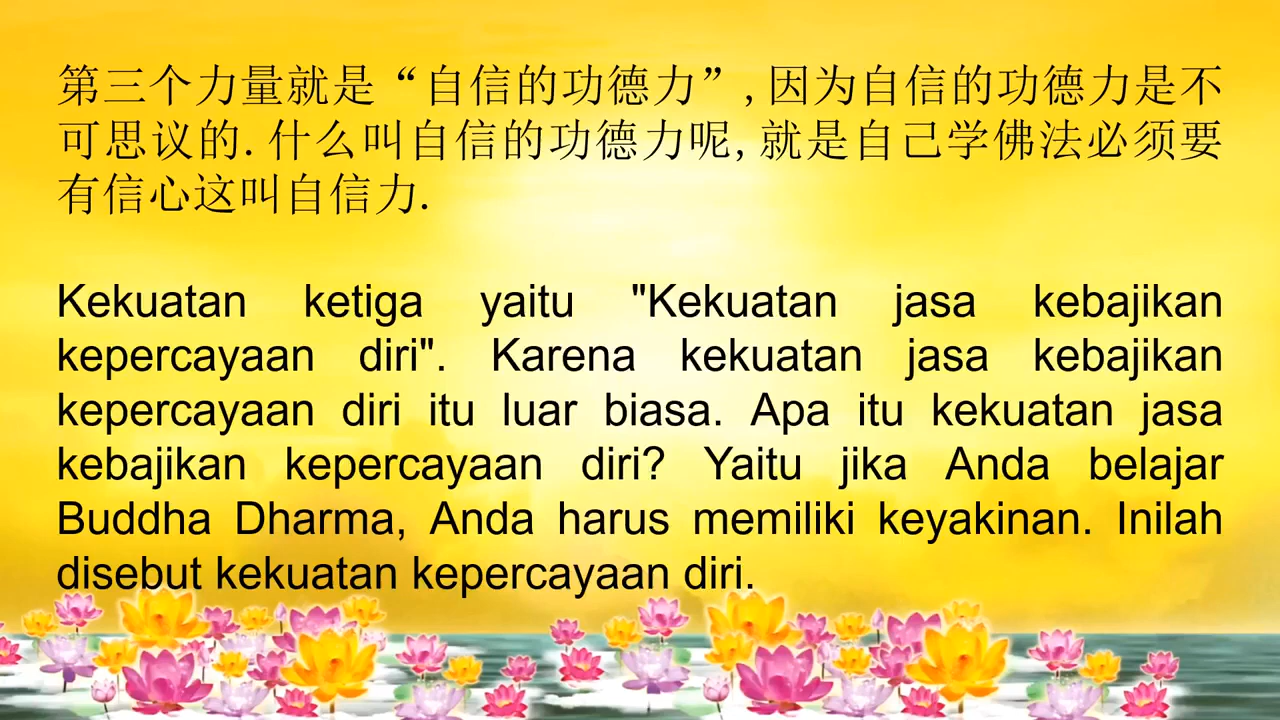 第三个力量就是“自信的功德力”,因为自信的功德力是不
可思议的.什么叫自信的功德力呢,就是自己学佛法必须要
有信心这叫自信力.
Kekuatan ketiga yaitu "Kekuatan jasa kebajikan
kepercayaan diri". Karena kekuatan jasa kebajikan
kepercayaan diri itu luar biasa. Apa itu kekuatan jasa
kebajikan kepercayaan diri? Yaitu jika Anda belajar
Buddha Dharma, Anda harus memiliki keyakinan. Inilah
disebut kekuatan kepercayaan diri.